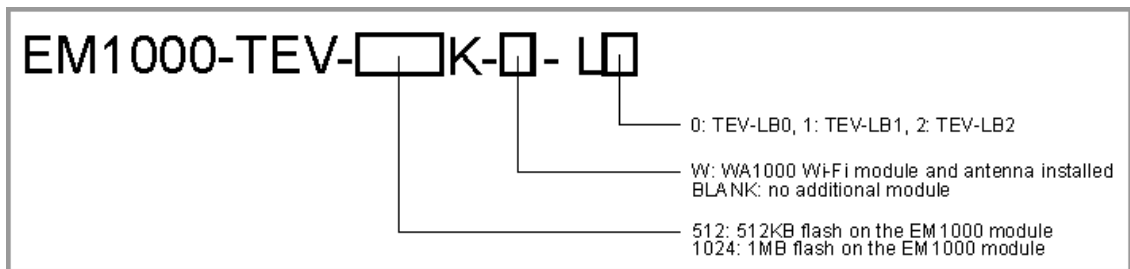 EM1000-TEV-K--L
0: TEV-LB0, 1: TEV-LB1, 2: TEV-LB2
W: WA1000 Wi-Fi module and antenna installed
BLANK: no additional module
512: 512KB flash on the EM1000 module
1024: 1MB flash on the EM1000 module